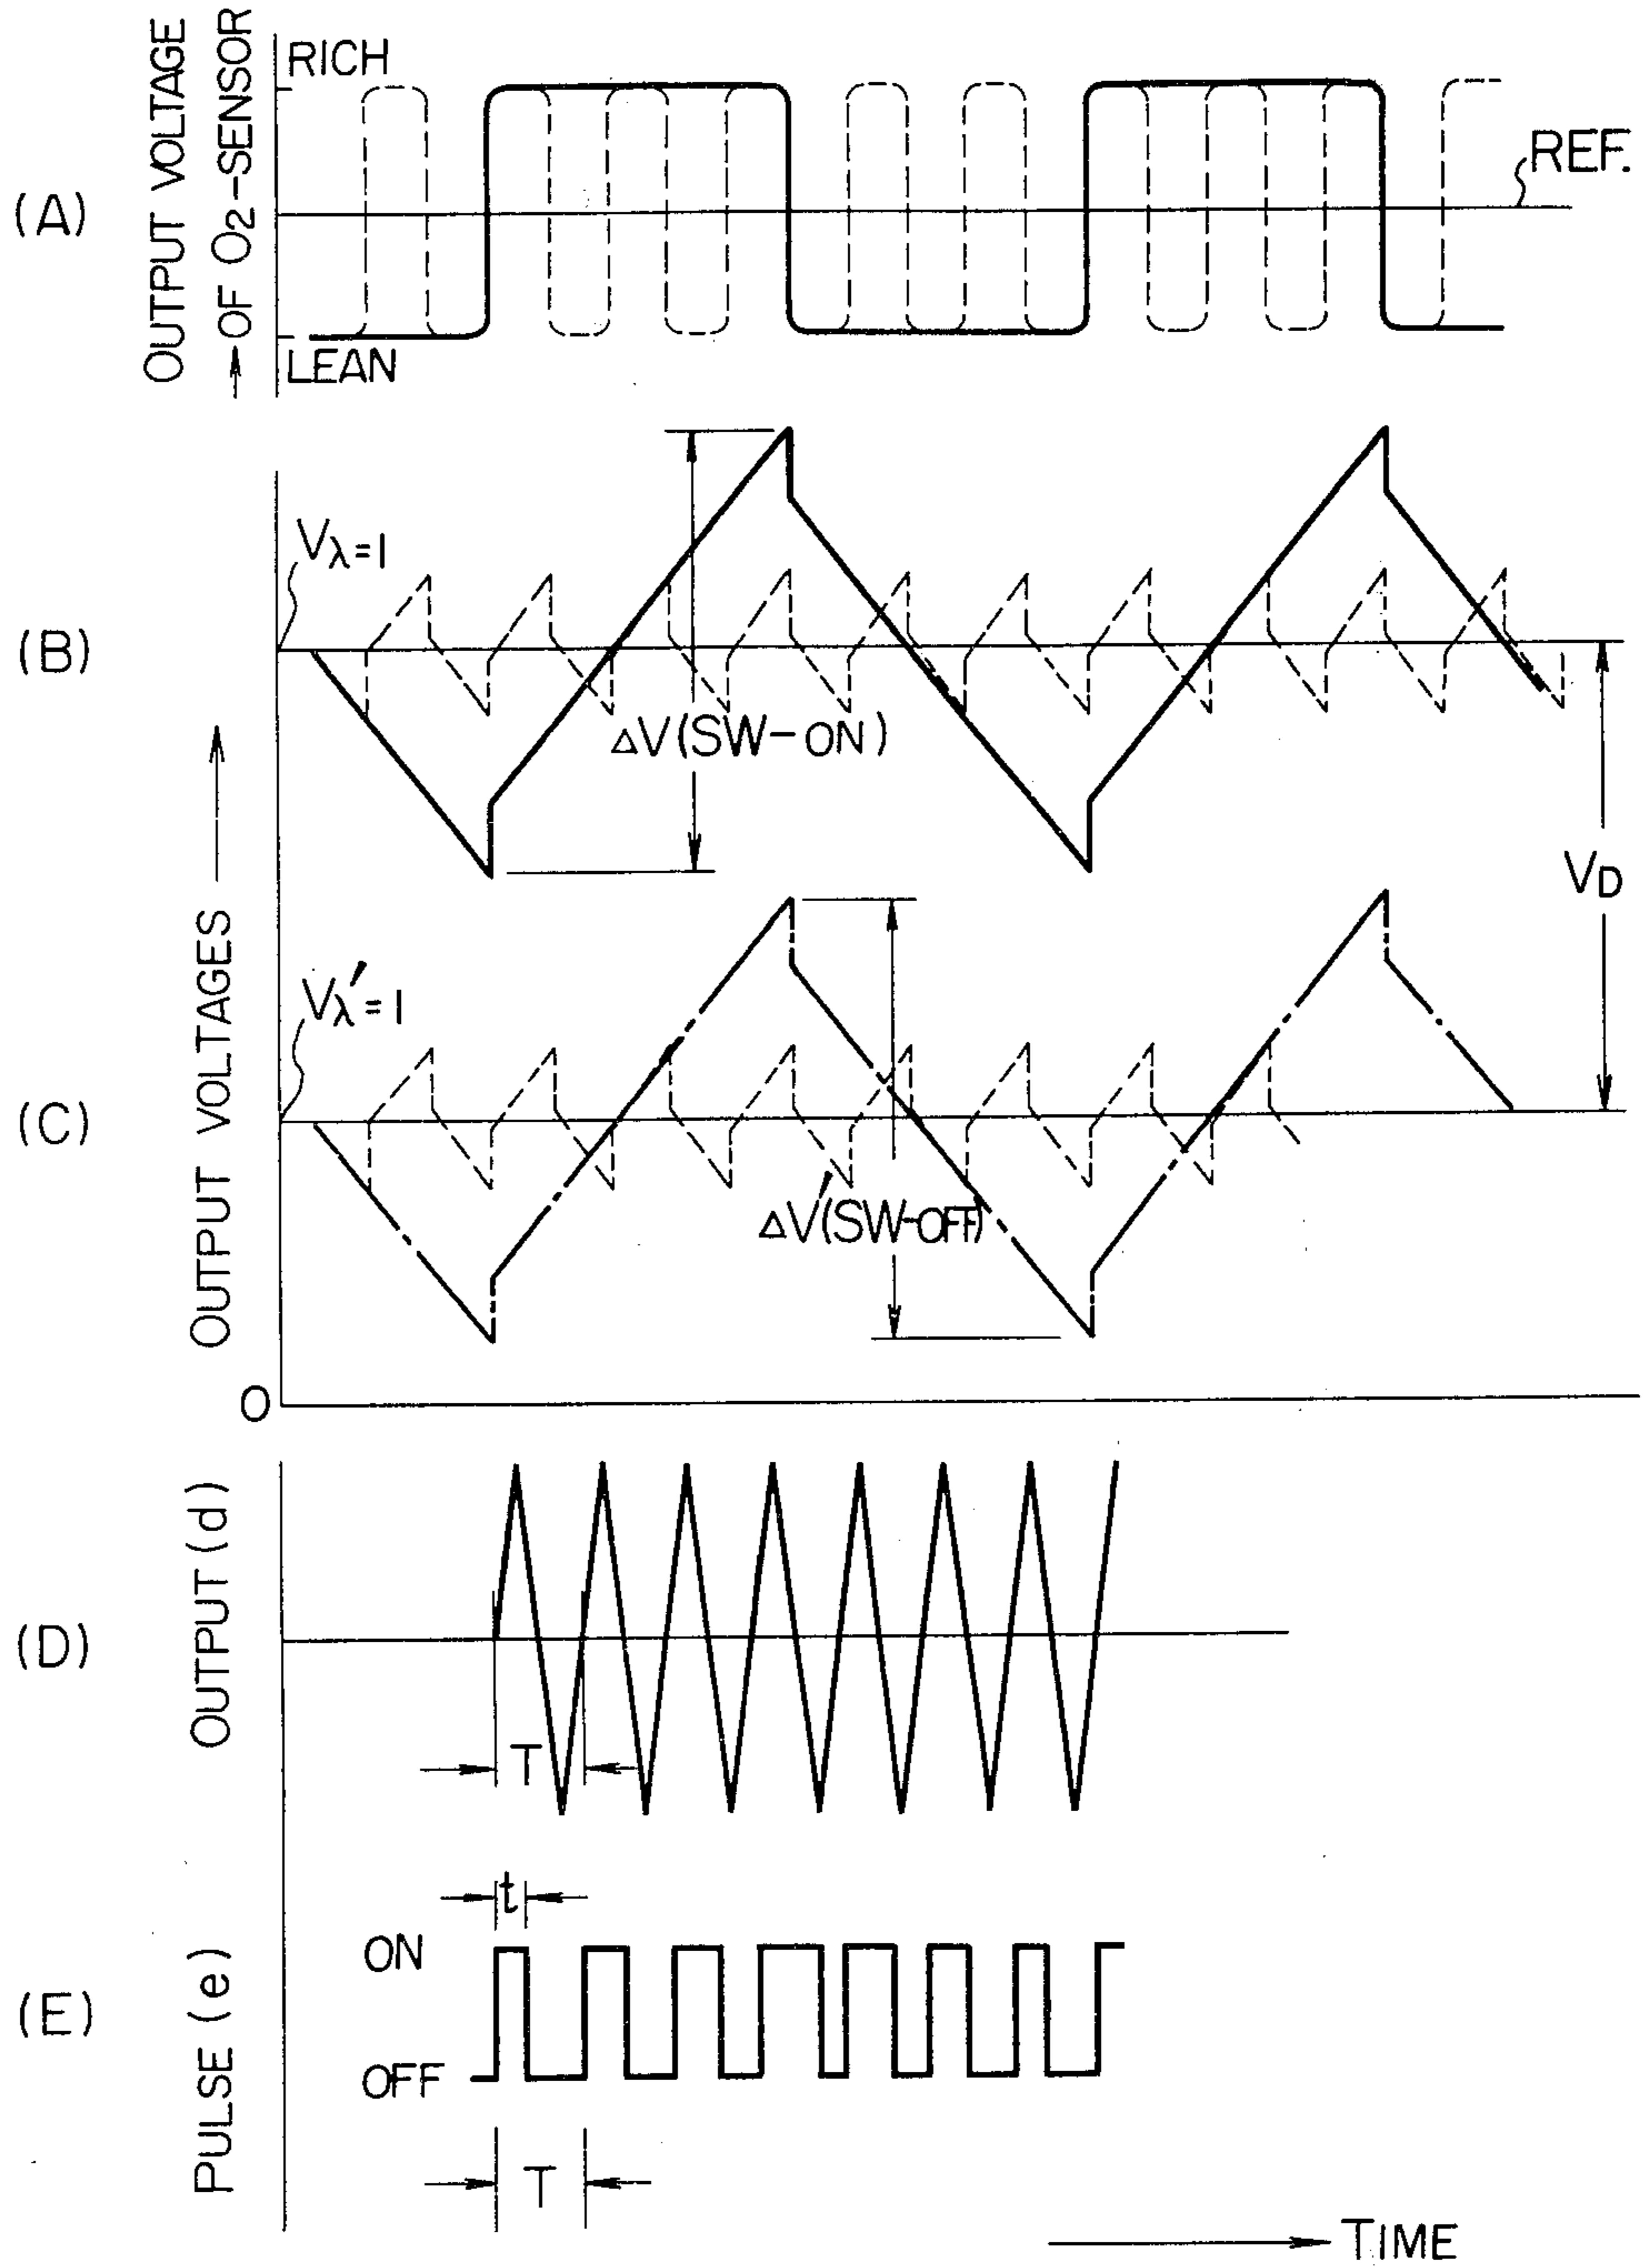 (A)
OUTPUT VOLTAGE
OF O2-SENSOR
RICH
LEAN
REF.
(B)
Vλ=1
ΔV(SW-ON)
VD
OUTPUT VOLTAGES
(C)
Vλ'=1
ΔV'(SW-OFF)
O
(D)
OUTPUT (d)
T
(E)
PULSE (e)
t
ON
OFF
T
TIME